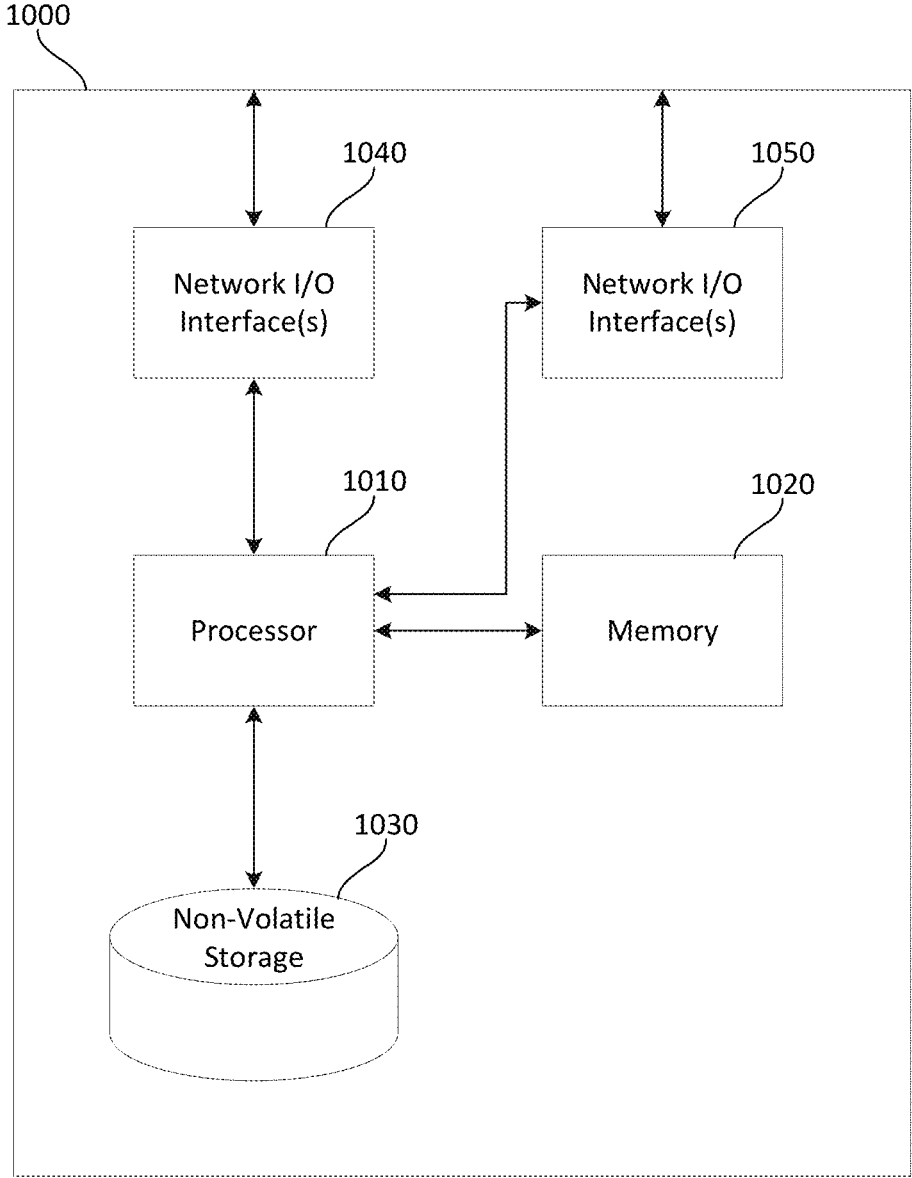 1000
1040
1050
Network I/O
Interface(s)
Network I/O
Interface(s)
1010
1020
Processor
Memory
1030
Non-Volatile
Storage